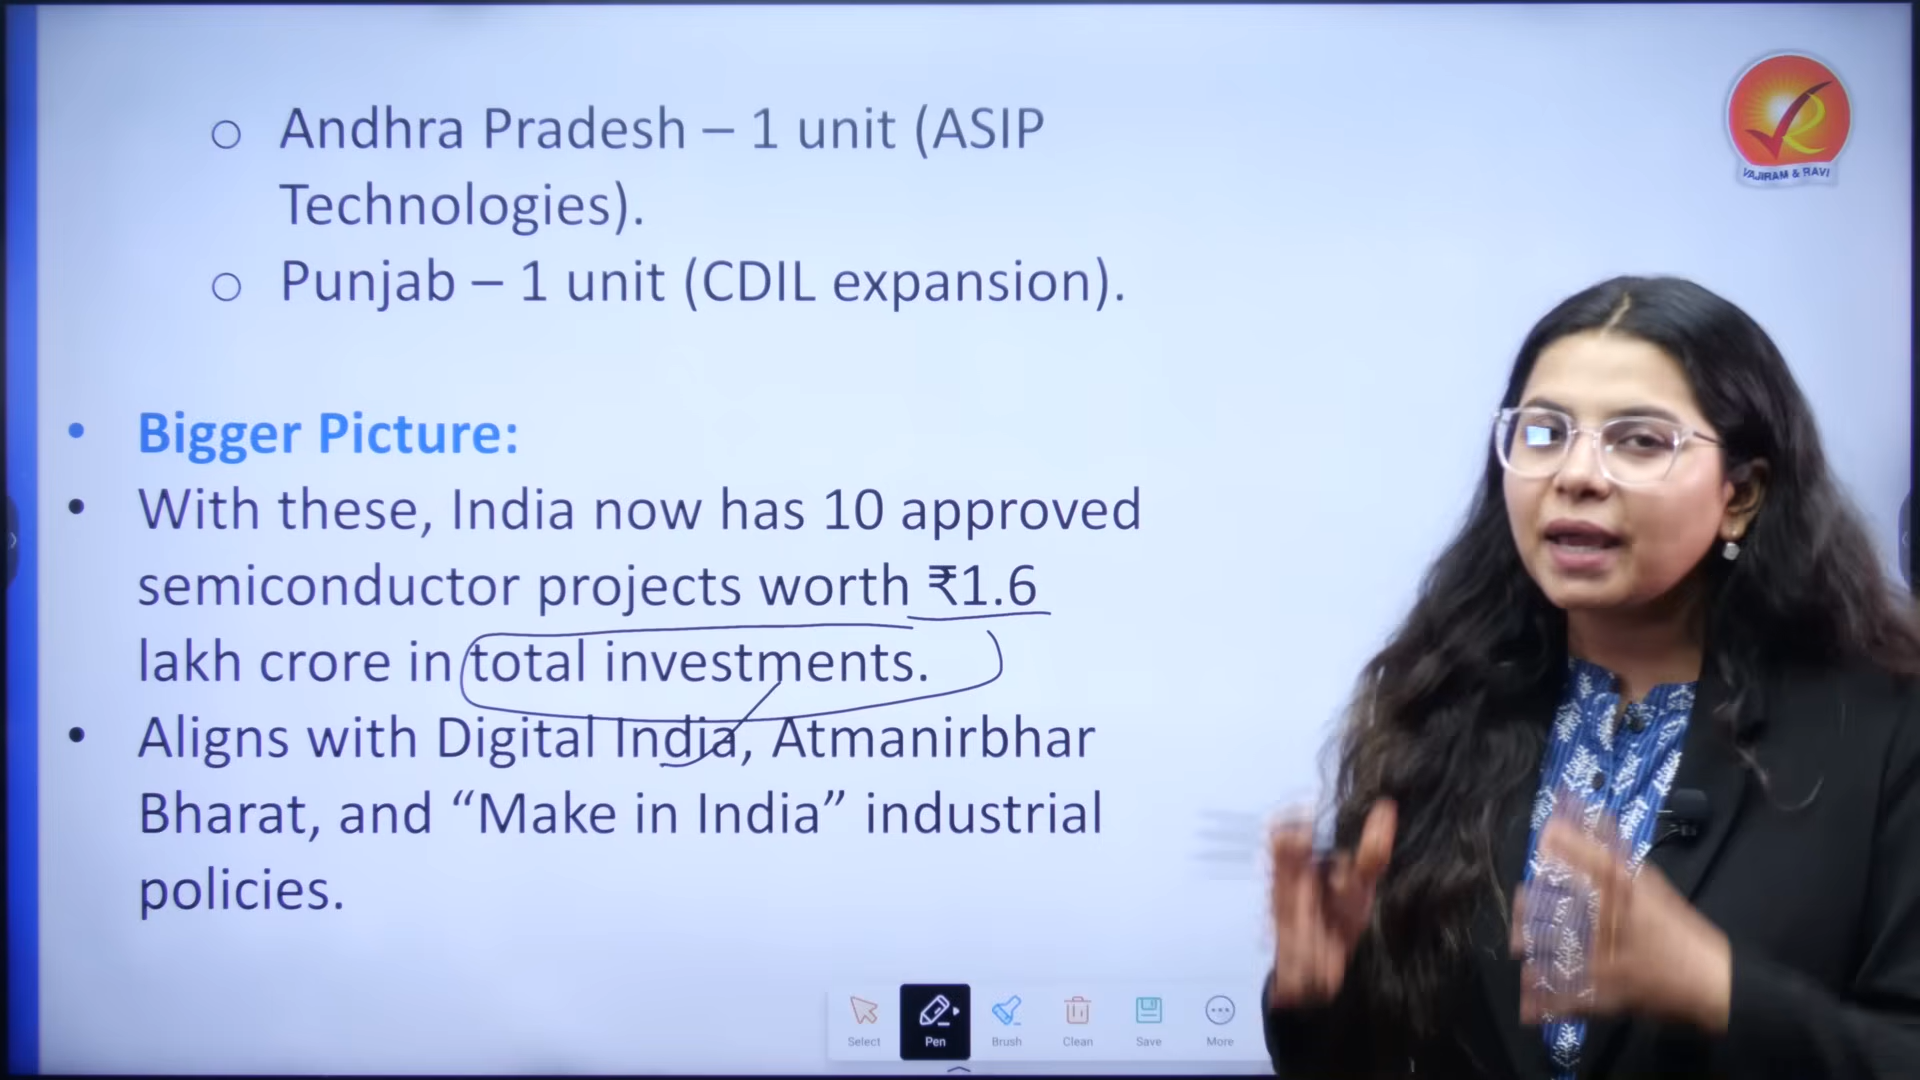 ○ Andhra Pradesh – 1 unit (ASIP
Technologies).
○ Punjab – 1 unit (CDIL expansion).
• Bigger Picture:
• With these, India now has 10 approved
semiconductor projects worth ₹1.6
lakh crore in total investments.
• Aligns with Digital India, Atmanirbhar
Bharat, and “Make in India” industrial
policies.
VAJIRAM & RAVI
Select
Pen
Brush
Clean
Save
More